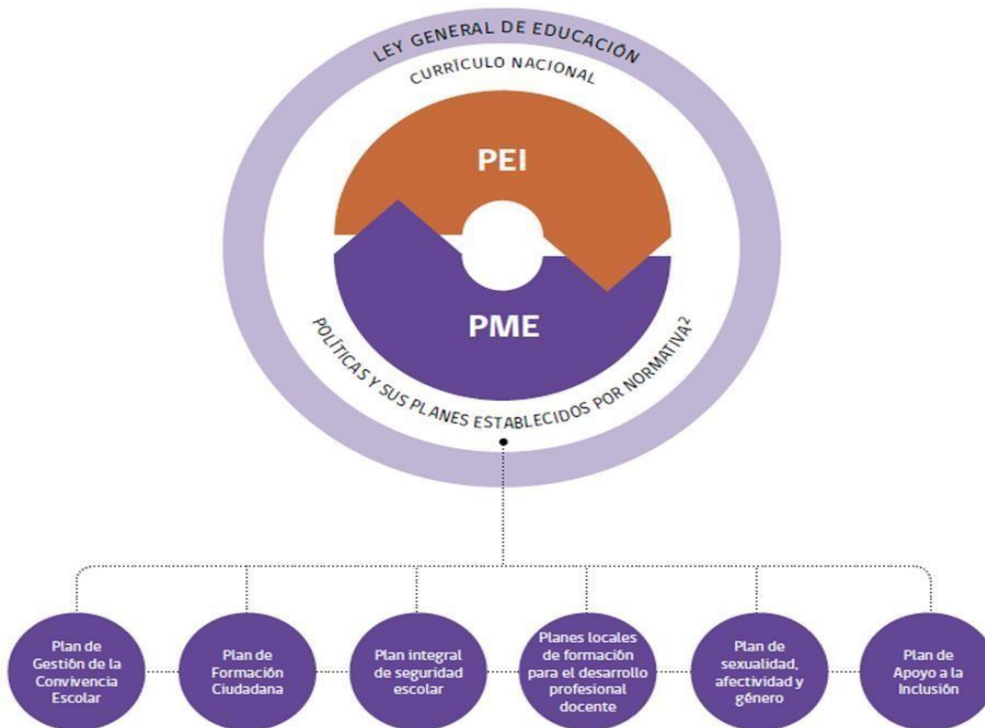 LEY GENERAL DE EDUCACIÓN
CURRÍCULO NACIONAL
PEI
PME
POLÍTICAS Y SUS PLANES ESTABLECIDOS POR NORMATIVA²
Plan de
Gestión de la
Convivencia
Escolar
Plan de
Formación
Ciudadana
Plan integral
de seguridad
escolar
Planes locales
de formación
para el desarrollo
profesional
docente
Plan de
sexualidad,
afectividad y
género
Plan de
Apoyo a la
Inclusión